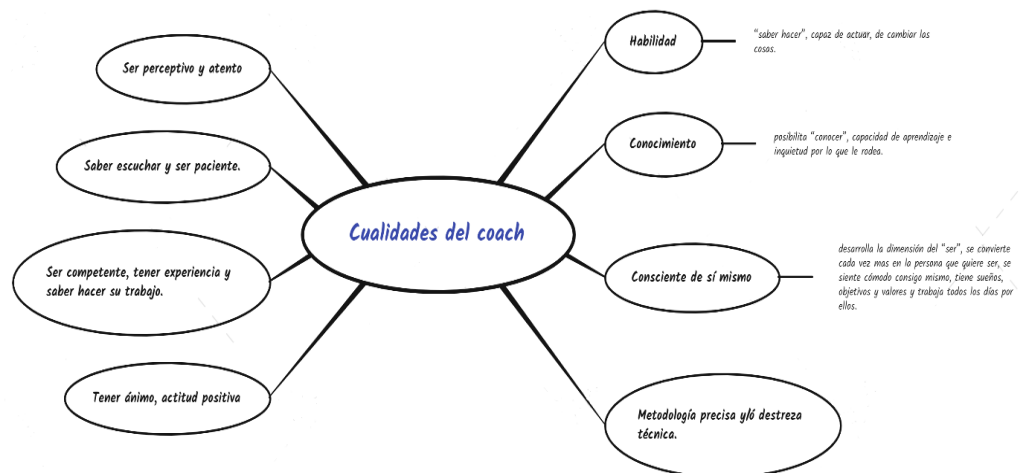 Cualidades del coach
Ser perceptivo y atento
Saber escuchar y ser paciente.
Ser competente, tener experiencia y
saber hacer su trabajo.
Tener ánimo, actitud positiva
Habilidad
"saber hacer", capaz de actuar, de cambiar las
cosas.
Conocimiento
posibilita "conocer", capacidad de aprendizaje e
inquietud por lo que le rodea.
Consciente de sí mismo
desarrolla la dimensión del "ser", se convierte
cada vez mas en la persona que quiere ser, se
siente cómodo consigo mismo, tiene sueños,
objetivos y valores y trabaja todos los días por
ellos.
Metodología precisa y/ó destreza
técnica.